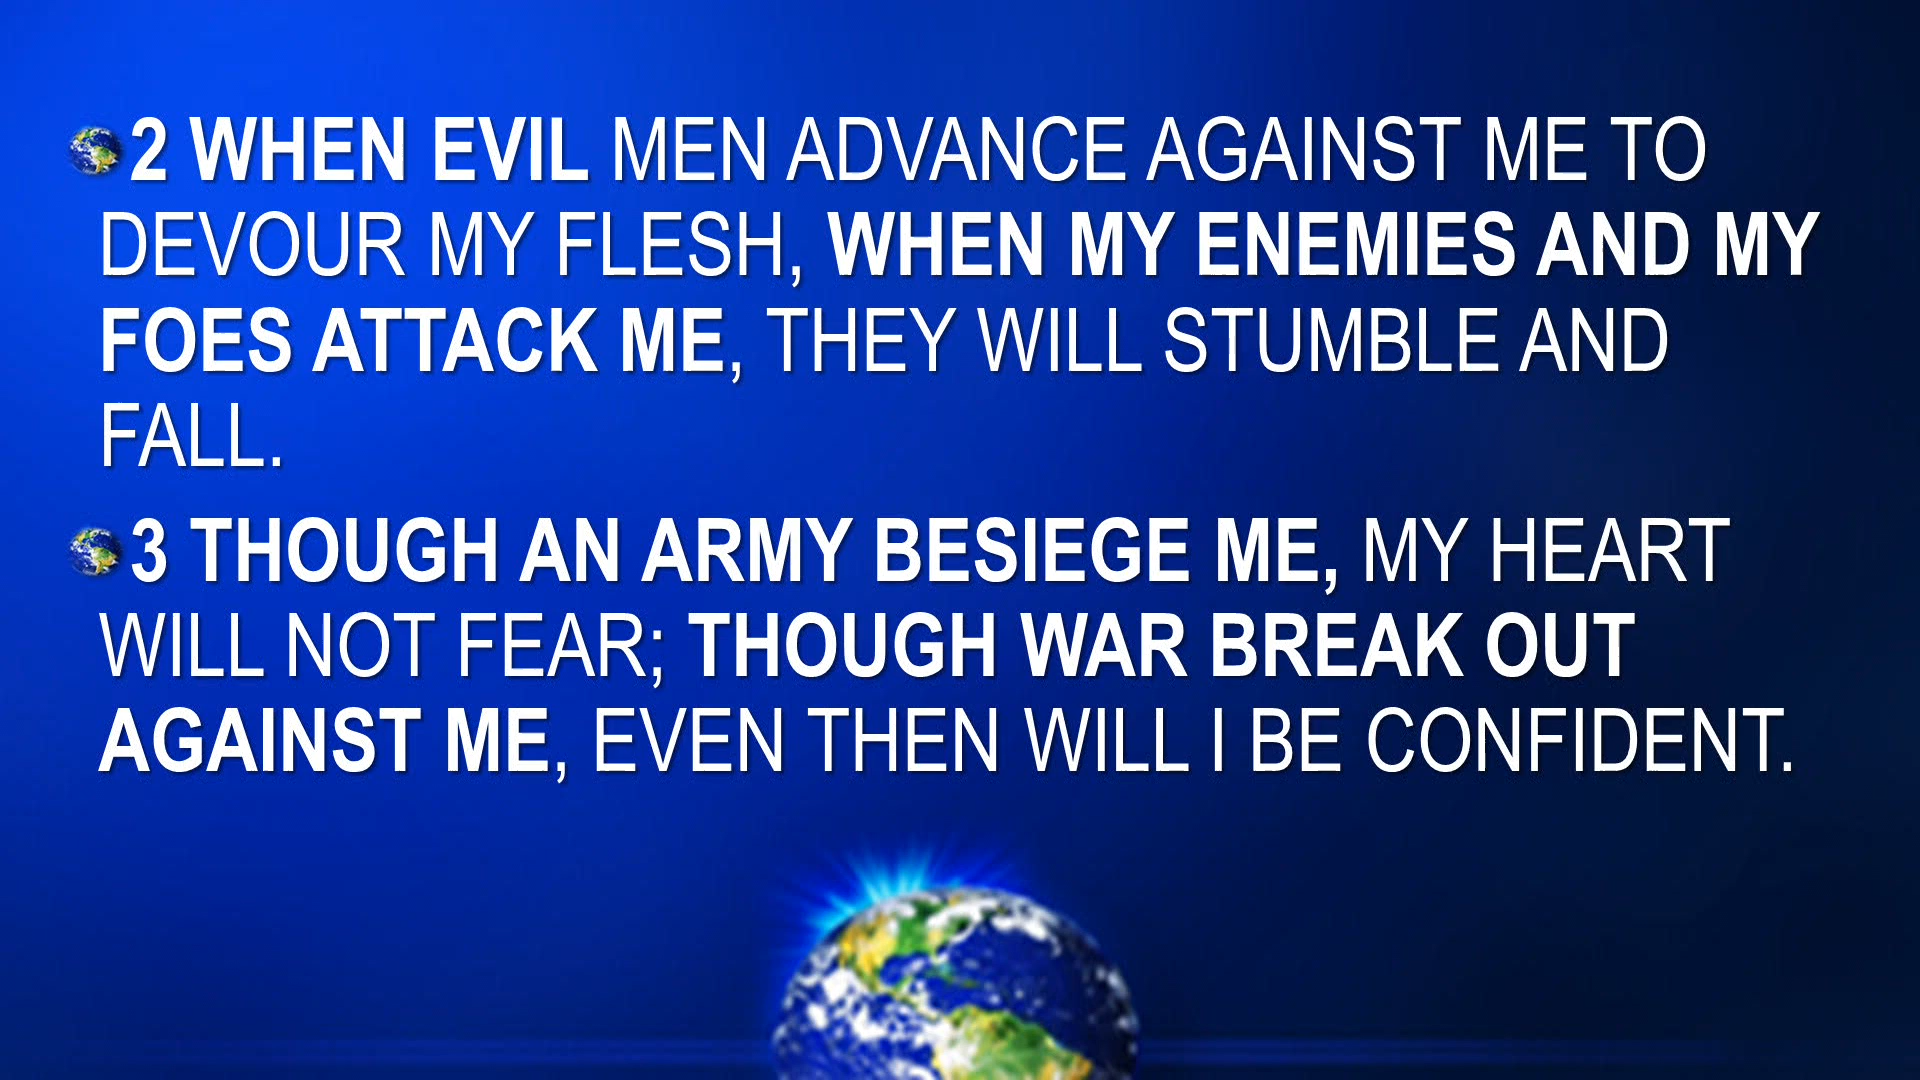 2 WHEN EVIL MEN ADVANCE AGAINST ME TO
DEVOUR MY FLESH, WHEN MY ENEMIES AND MY
FOES ATTACK ME, THEY WILL STUMBLE AND
FALL.
3 THOUGH AN ARMY BESIEGE ME, MY HEART
WILL NOT FEAR; THOUGH WAR BREAK OUT
AGAINST ME, EVEN THEN WILL I BE CONFIDENT.